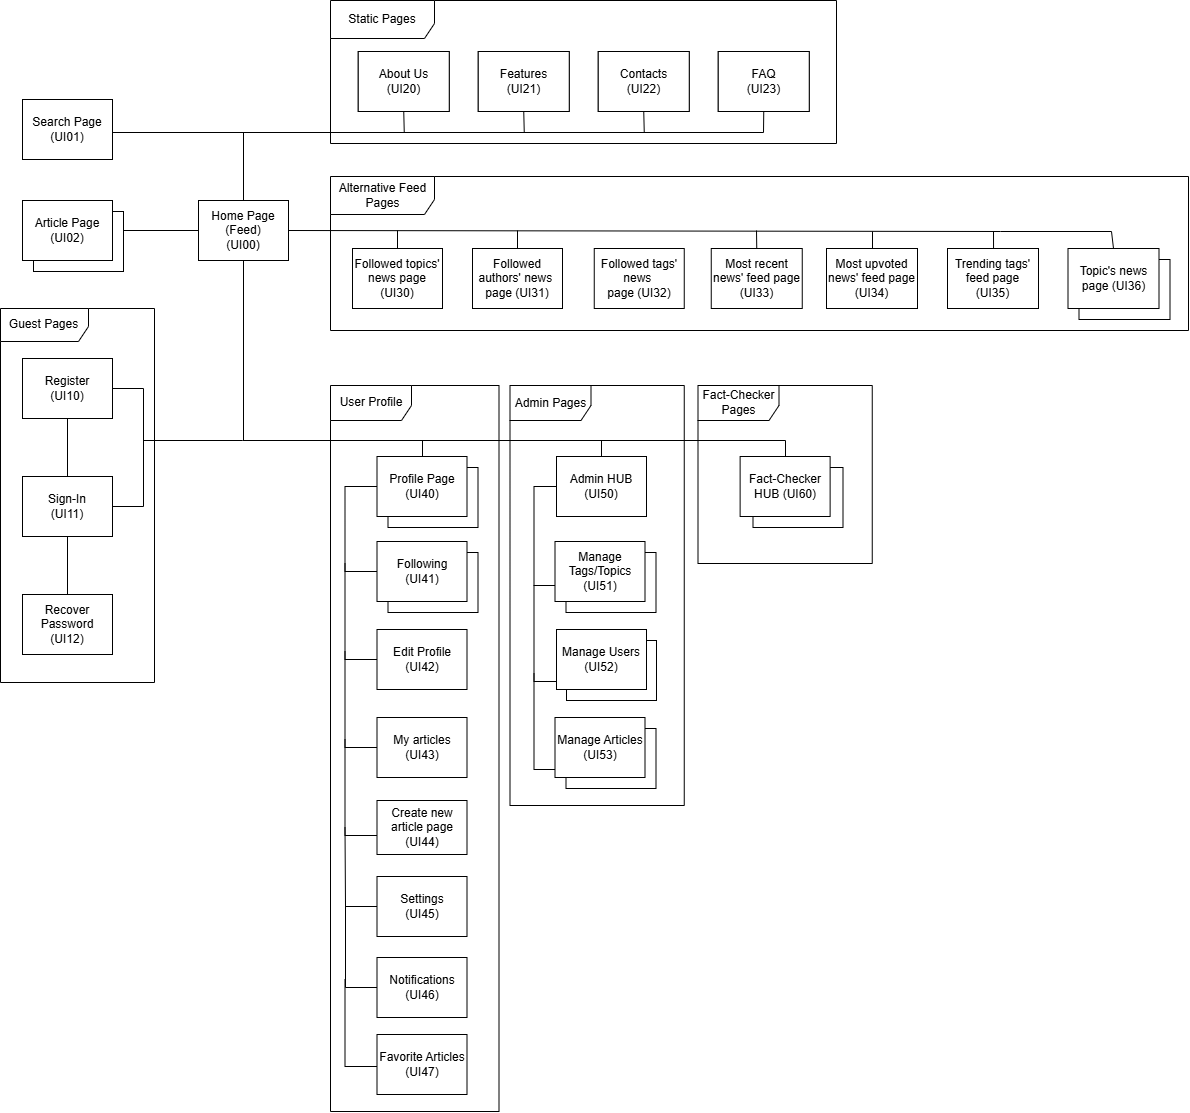 Static Pages
About Us
(UI20)
Features
(UI21)
Contacts
(UI22)
FAQ
(UI23)
Search Page
(UI01)
Article Page
(UI02)
Home Page
(Feed)
(UI00)
Alternative Feed
Pages
Followed topics'
news page
(UI30)
Followed
authors' news
page (UI31)
Followed tags'
news
page (UI32)
Most recent
news' feed page
(UI33)
Most upvoted
news' feed page
(UI34)
Trending tags'
feed page
(UI35)
Topic's news
page (UI36)
Guest Pages
Register
(UI10)
Sign-In
(UI11)
Recover
Password
(UI12)
User Profile
Profile Page
(UI40)
Following
(UI41)
Edit Profile
(UI42)
My articles
(UI43)
Create new
article page
(UI44)
Settings
(UI45)
Notifications
(UI46)
Favorite Articles
(UI47)
Admin Pages
Admin HUB
(UI50)
Manage
Tags/Topics
(UI51)
Manage Users
(UI52)
Manage Articles
(UI53)
Fact-Checker
Pages
Fact-Checker
HUB (UI60)